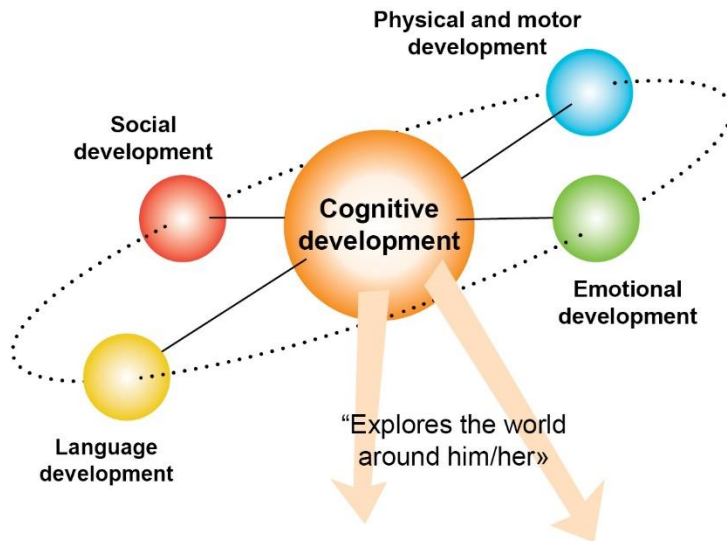 Physical and motor
development
Social
development
Cognitive
development
Emotional
development
“Explores the world
around him/her»
Language
development